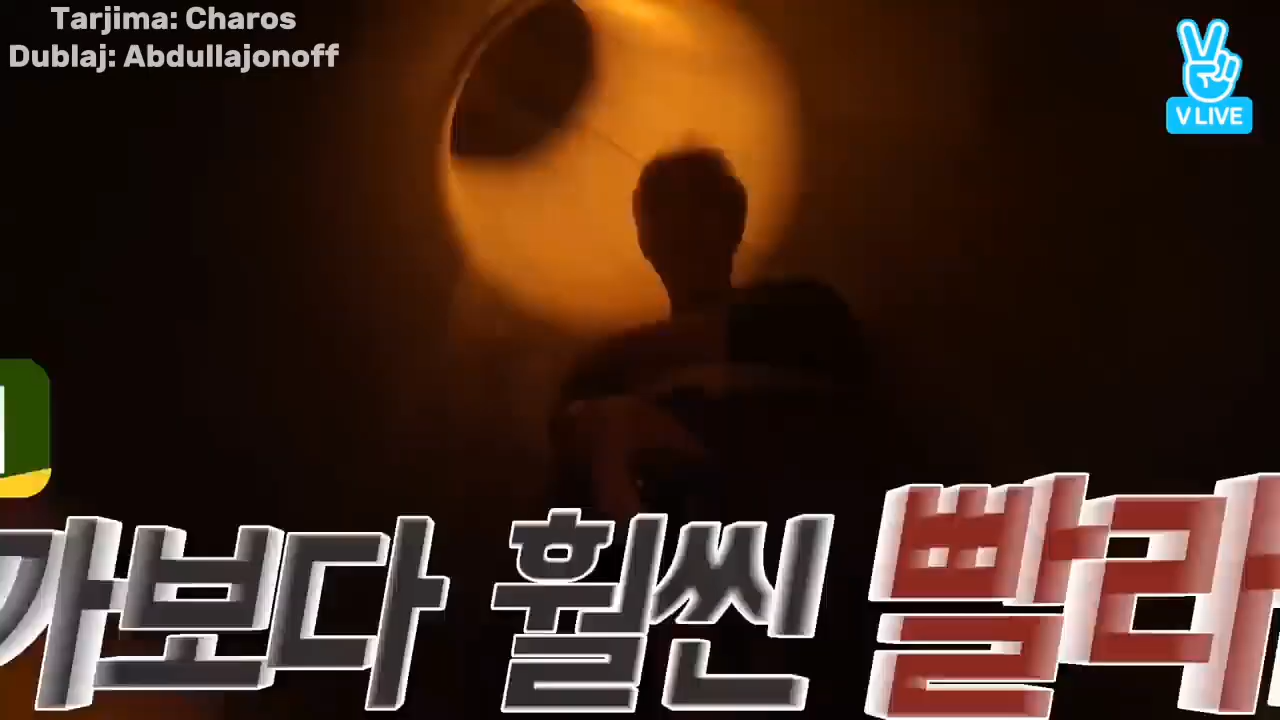 Tarjima: Charos
Dublaj: Abdullajonoff
V LIVE
가보다 훨씬 빨라